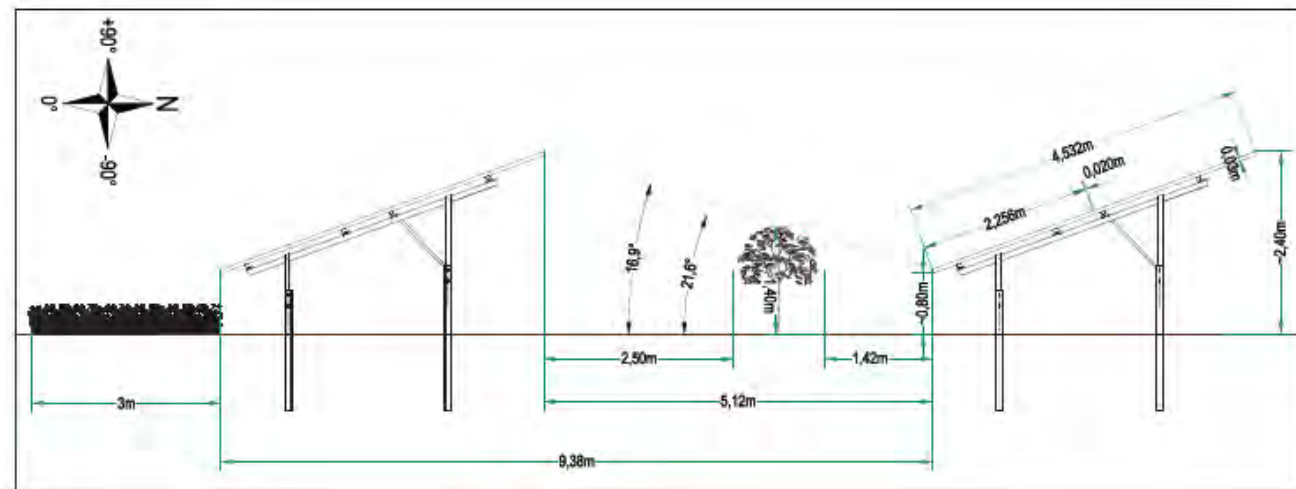 +90°
0°
N
-90°
4,532m
0,020m
0,03m
2,256m
16,9°
21,6°
1,40m
~0,80m
~2,40m
2,50m
1,42m
3m
5,12m
9,38m